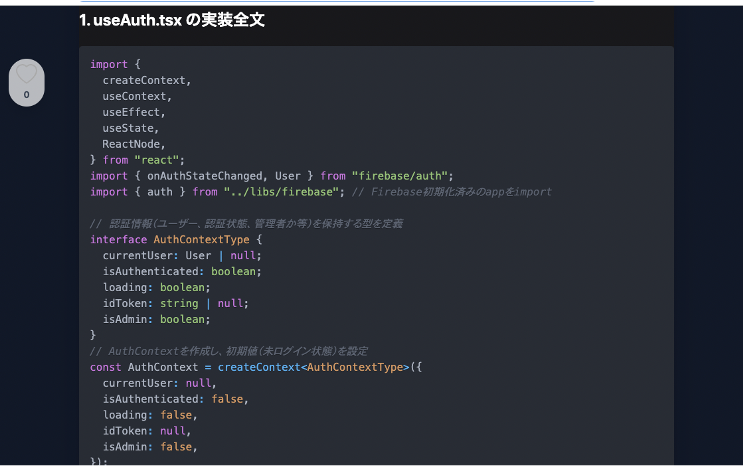 1. useAuth.tsx の実装全文
0
import {
  createContext,
  useContext,
  useEffect,
  useState,
  ReactNode,
} from "react";
import { onAuthStateChanged, User } from "firebase/auth";
import { auth } from "../libs/firebase"; // Firebase初期化済みのappをimport
// 認証情報（ユーザー、認証状態、管理者か等）を保持する型を定義
interface AuthContextType {
  currentUser: User | null;
  isAuthenticated: boolean;
  loading: boolean;
  idToken: string | null;
  isAdmin: boolean;
}
// AuthContextを作成し、初期値（未ログイン状態）を設定
const AuthContext = createContext<AuthContextType>({
  currentUser: null,
  isAuthenticated: false,
  loading: false,
  idToken: null,
  isAdmin: false,
});